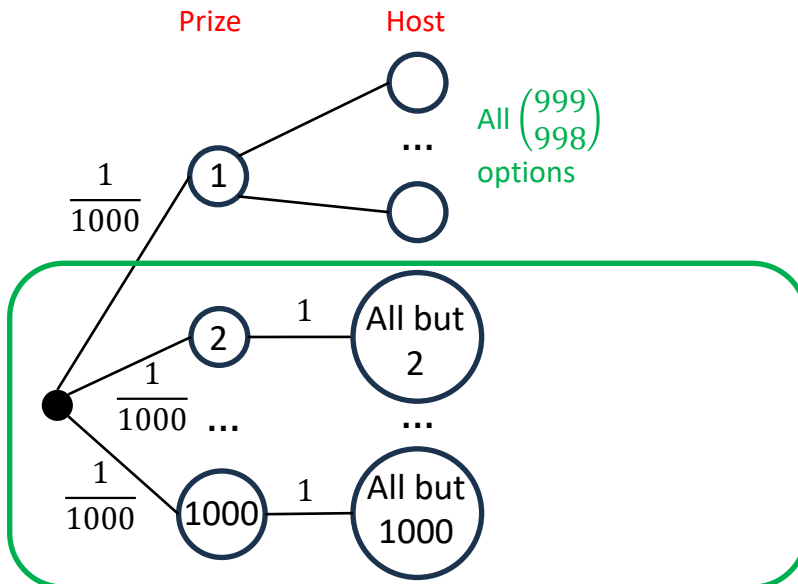 Prize Host
All (999
998)
options
1
1/1000
...
2 1 All but
2
1/1000
... ...
1/1000
1000 1 All but
1000